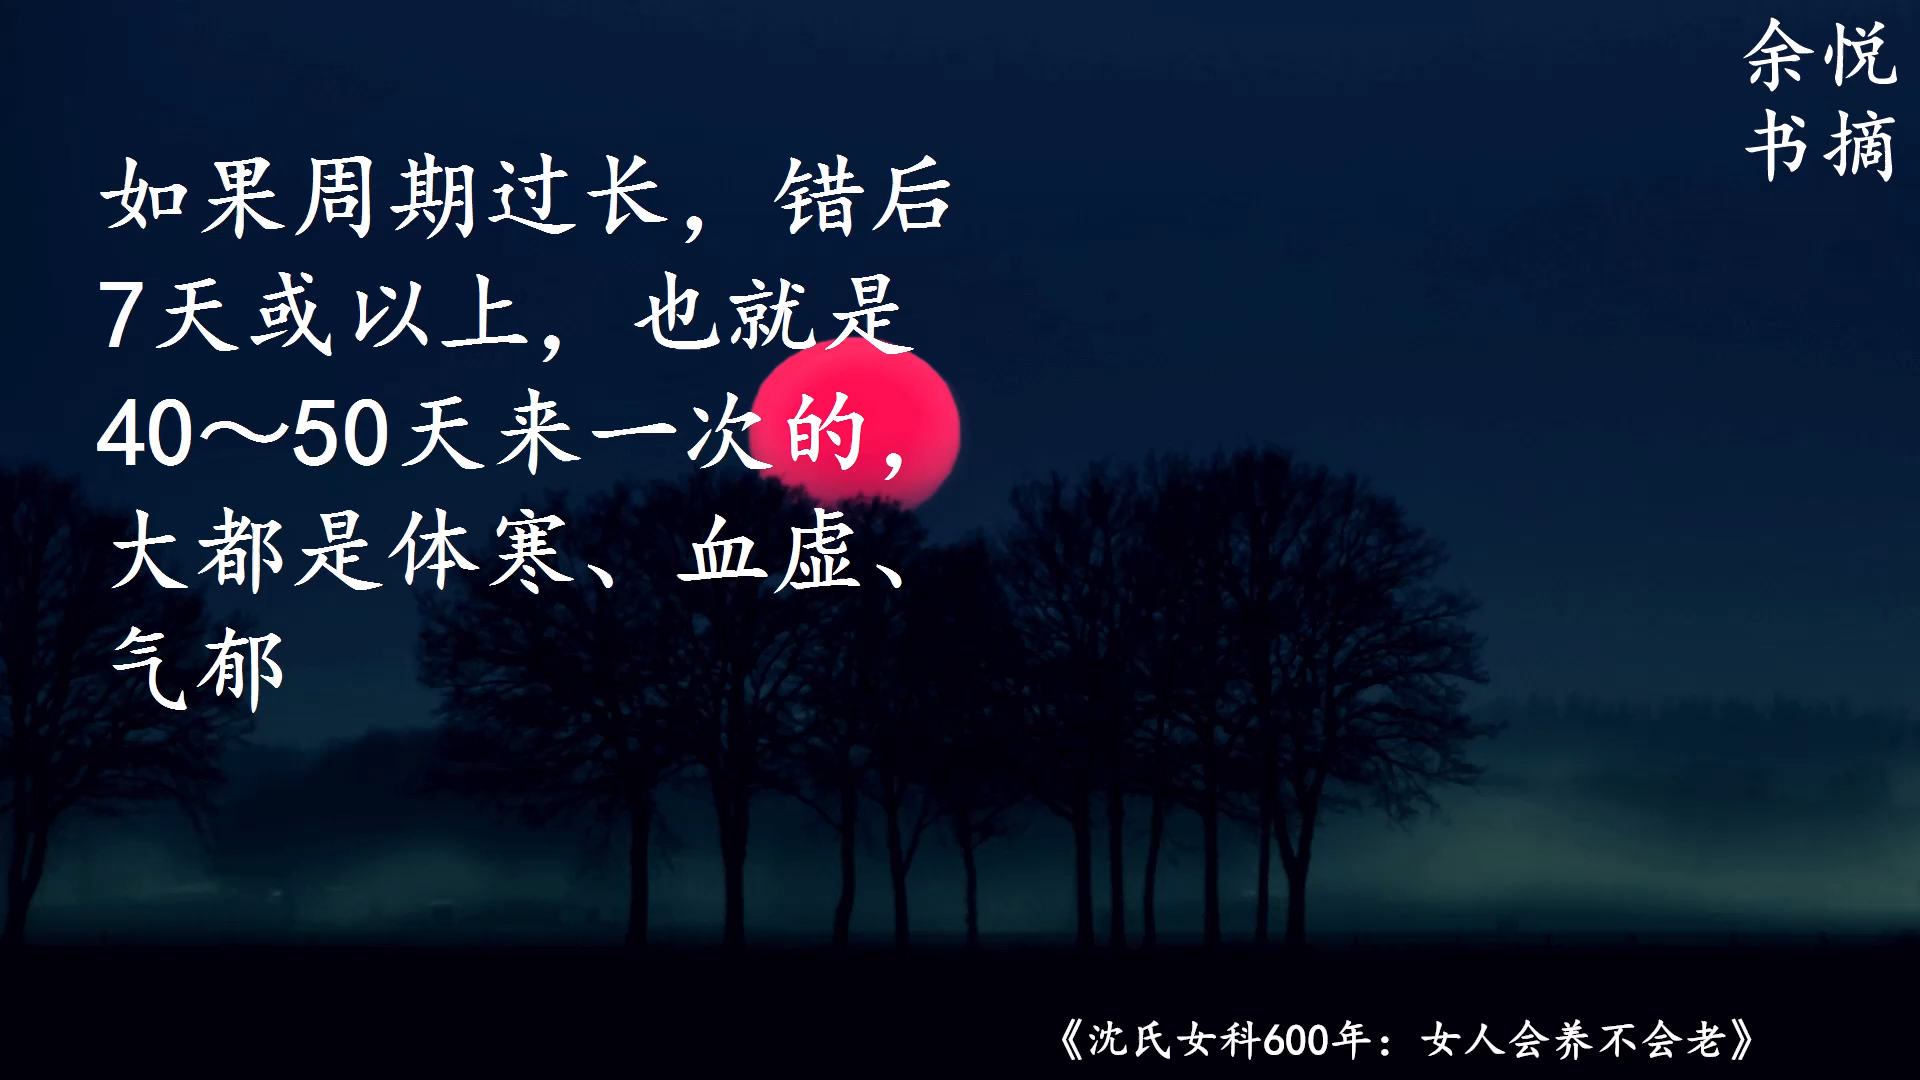 余悦
书摘
如果周期过长，错后
7天或以上，也就是
40～50天来一次的，
大都是体寒、血虚、
气郁
《沈氏女科600年：女人会养不会老》